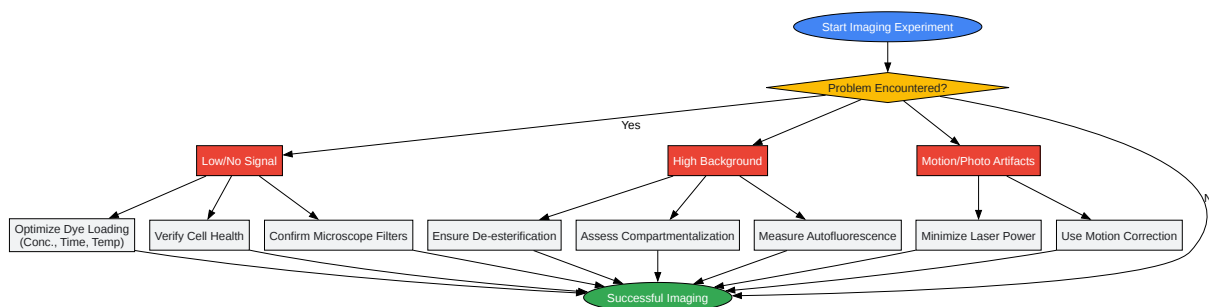 Start Imaging Experiment
Problem Encountered?
Yes
Low/No Signal
High Background
Motion/Photo Artifacts
Optimize Dye Loading
(Conc., Time, Temp)
Verify Cell Health
Confirm Microscope Filters
Ensure De-esterification
Assess Compartmentalization
Measure Autofluorescence
Minimize Laser Power
Use Motion Correction
Successful Imaging